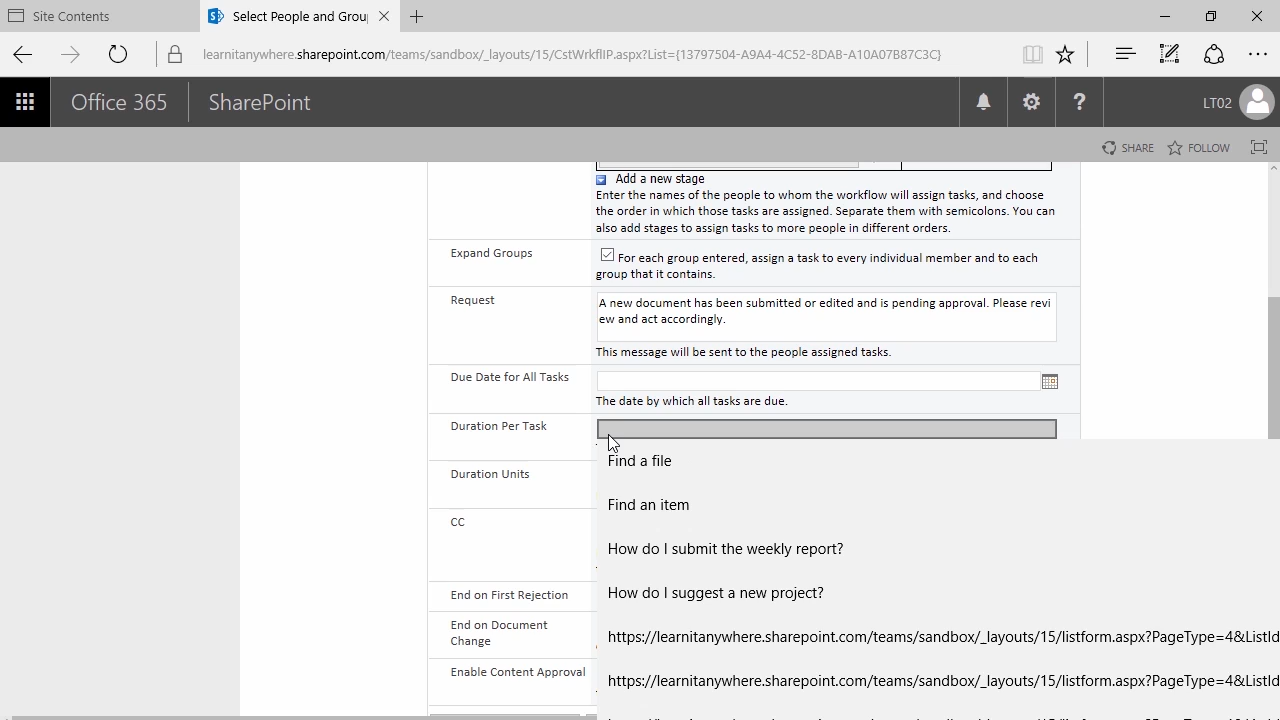 Site Contents
Select People and Grou
learnitanywhere.sharepoint.com/teams/sandbox/_layouts/15/CstWrkflIP.aspx?List={13797504-A9A4-4C52-8DAB-A10A07B87C3C}
Office 365
SharePoint
?
LT02
SHARE
FOLLOW
Add a new stage
Enter the names of the people to whom the workflow will assign tasks, and choose
the order in which those tasks are assigned. Separate them with semicolons. You can
also add stages to assign tasks to more people in different orders.
Expand Groups
For each group entered, assign a task to every individual member and to each
group that it contains.
Request
A new document has been submitted or edited and is pending approval. Please revi
ew and act accordingly.
This message will be sent to the people assigned tasks.
Due Date for All Tasks
The date by which all tasks are due.
Duration Per Task
Find a file
Duration Units
Find an item
CC
How do I submit the weekly report?
End on First Rejection
How do I suggest a new project?
End on Document
Change
https://learnitanywhere.sharepoint.com/teams/sandbox/_layouts/15/listform.aspx?PageType=4&ListId
Enable Content Approval
https://learnitanywhere.sharepoint.com/teams/sandbox/_layouts/15/listform.aspx?PageType=4&ListId